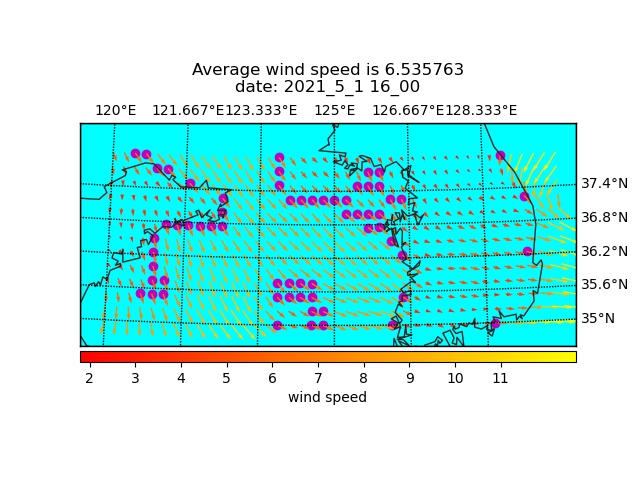 Average wind speed is 6.535763
date: 2021_5_1 16_00
120°E 121.667°E 123.333°E 125°E 126.667°E 128.333°E
37.4°N
36.8°N
36.2°N
35.6°N
35°N
2 3 4 5 6 7 8 9 10 11
wind speed